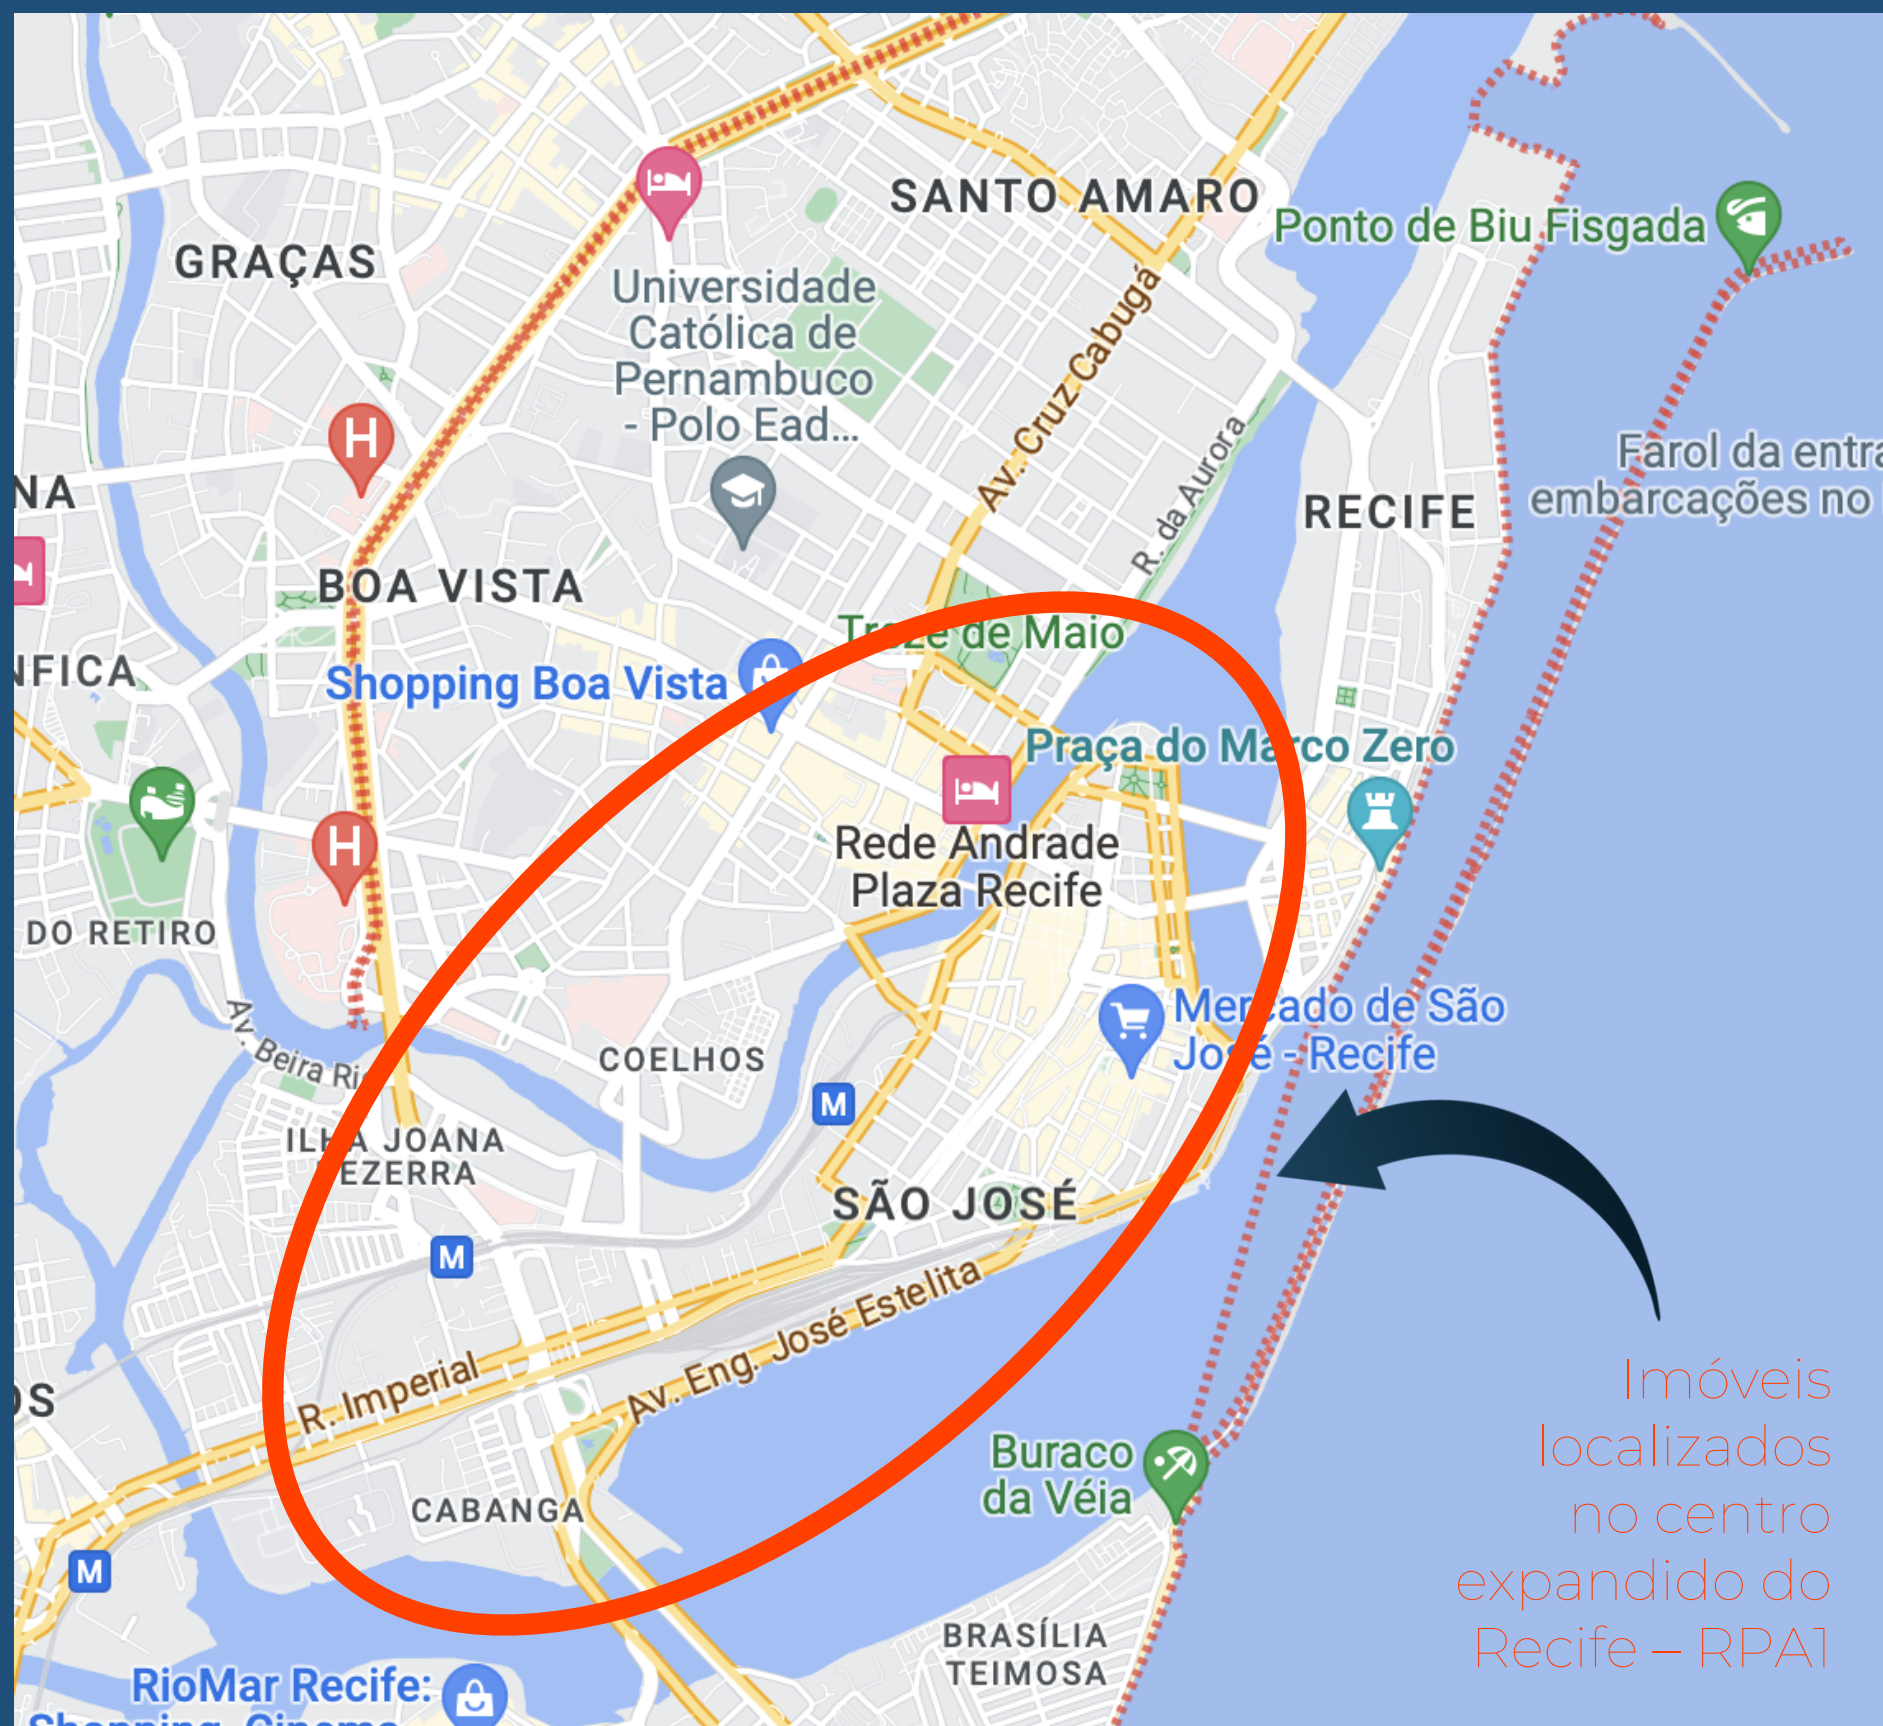 SANTO AMARO
Ponto de Biu Fisgada
GRAÇAS
Universidade
Católica de
Pernambuco
- Polo Ead...
Av. Cruz Cabugá
R. da Aurora
Farol da entra
embarcações no
NA
RECIFE
BOA VISTA
Treze de Maio
NFICA
Shopping Boa Vista
Praça do Marco Zero
Rede Andrade
Plaza Recife
DO RETIRO
Mercado de São
José - Recife
Av. Beira Rio
COELHOS
ILHA JOANA
BEZERRA
SÃO JOSÉ
R. Imperial
Av. Eng. José Estelita
OS
Imóveis
localizados
no centro
expandido do
Recife – RPA1
Buraco
da Véia
CABANGA
BRASÍLIA
TEIMOSA
RioMar Recife:
Shopping, Cinema
H
H
M
M
M